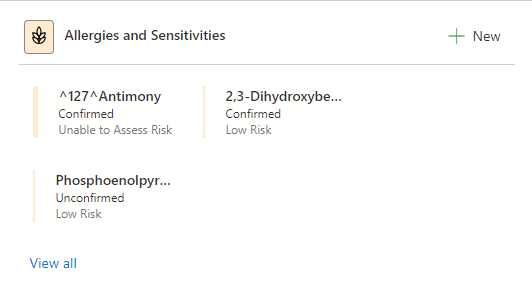 Allergies and Sensitivities
New
^127^Antimony
Confirmed
Unable to Assess Risk
2,3-Dihydroxybe...
Confirmed
Low Risk
Phosphoenolpyr...
Unconfirmed
Low Risk
View all